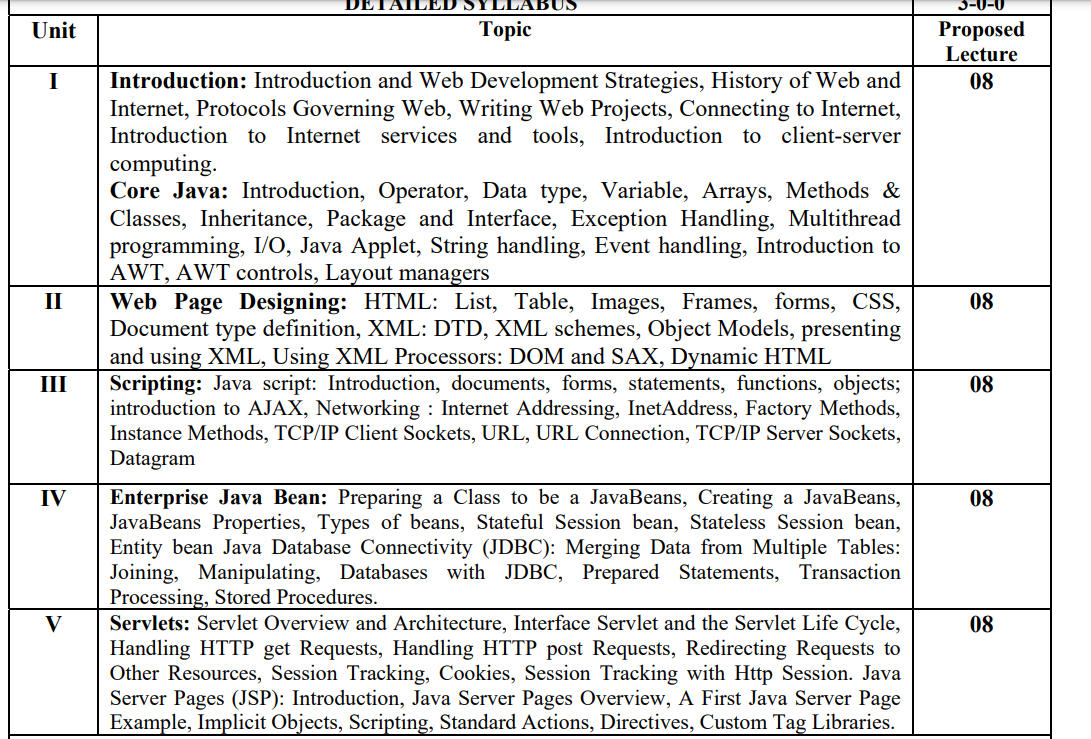 DETAILED SYLLABUS 3-0-0
Unit Topic Proposed
Lecture
I Introduction: Introduction and Web Development Strategies, History of Web and 08
Internet, Protocols Governing Web, Writing Web Projects, Connecting to Internet,
Introduction to Internet services and tools, Introduction to client-server
computing.
Core Java: Introduction, Operator, Data type, Variable, Arrays, Methods &
Classes, Inheritance, Package and Interface, Exception Handling, Multithread
programming, I/O, Java Applet, String handling, Event handling, Introduction to
AWT, AWT controls, Layout managers
II Web Page Designing: HTML: List, Table, Images, Frames, forms, CSS, 08
Document type definition, XML: DTD, XML schemes, Object Models, presenting
and using XML, Using XML Processors: DOM and SAX, Dynamic HTML
III Scripting: Java script: Introduction, documents, forms, statements, functions, objects; 08
introduction to AJAX, Networking : Internet Addressing, InetAddress, Factory Methods,
Instance Methods, TCP/IP Client Sockets, URL, URL Connection, TCP/IP Server Sockets,
Datagram
IV Enterprise Java Bean: Preparing a Class to be a JavaBeans, Creating a JavaBeans, 08
JavaBeans Properties, Types of beans, Stateful Session bean, Stateless Session bean,
Entity bean Java Database Connectivity (JDBC): Merging Data from Multiple Tables:
Joining, Manipulating, Databases with JDBC, Prepared Statements, Transaction
Processing, Stored Procedures.
V Servlets: Servlet Overview and Architecture, Interface Servlet and the Servlet Life Cycle, 08
Handling HTTP get Requests, Handling HTTP post Requests, Redirecting Requests to
Other Resources, Session Tracking, Cookies, Session Tracking with Http Session. Java
Server Pages (JSP): Introduction, Java Server Pages Overview, A First Java Server Page
Example, Implicit Objects, Scripting, Standard Actions, Directives, Custom Tag Libraries.